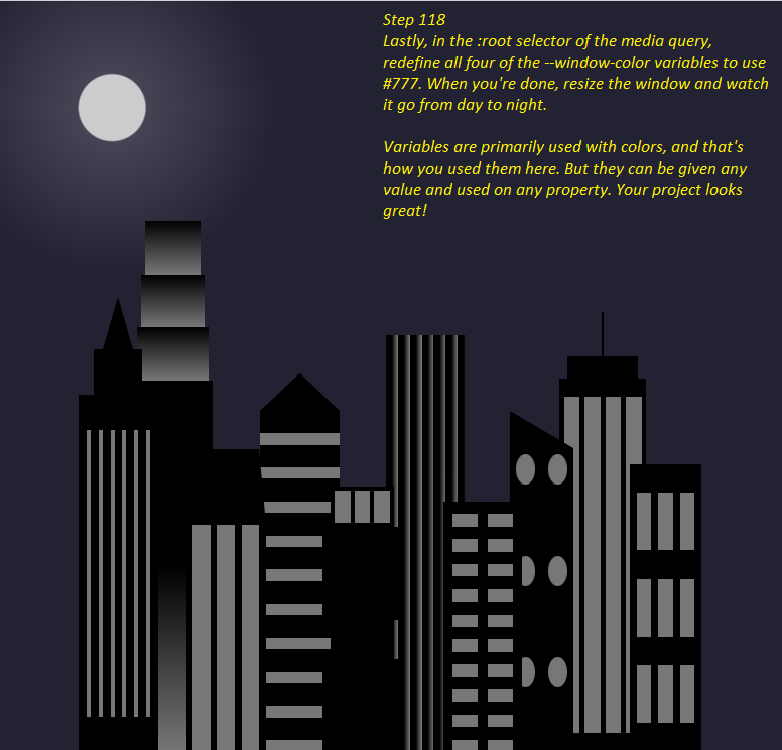 Step 118
Lastly, in the :root selector of the media query,
redefine all four of the --window-color variables to use
#777. When you're done, resize the window and watch
it go from day to night.
Variables are primarily used with colors, and that's
how you used them here. But they can be given any
value and used on any property. Your project looks
great!